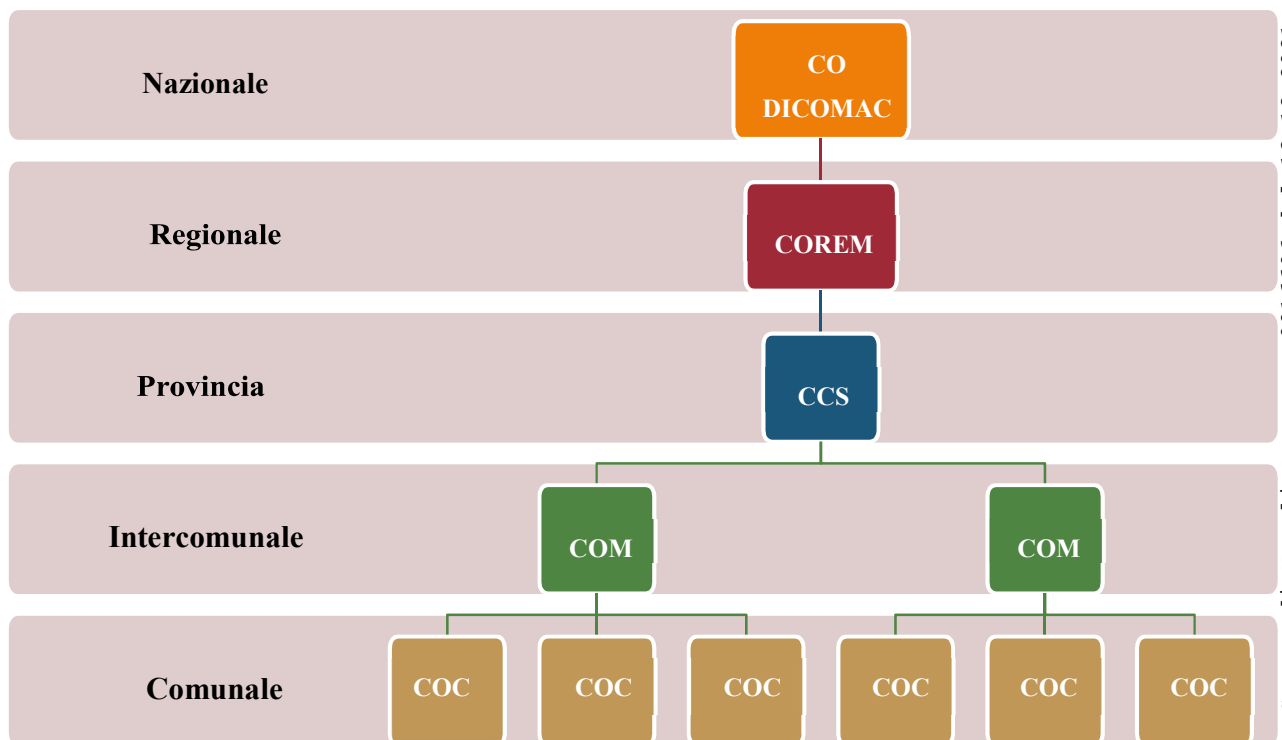 Nazionale
CO
DICOMAC
Regionale
COREM
Provincia
CCS
Intercomunale
COM
COM
Comunale
COC
COC
COC
COC
COC
COC